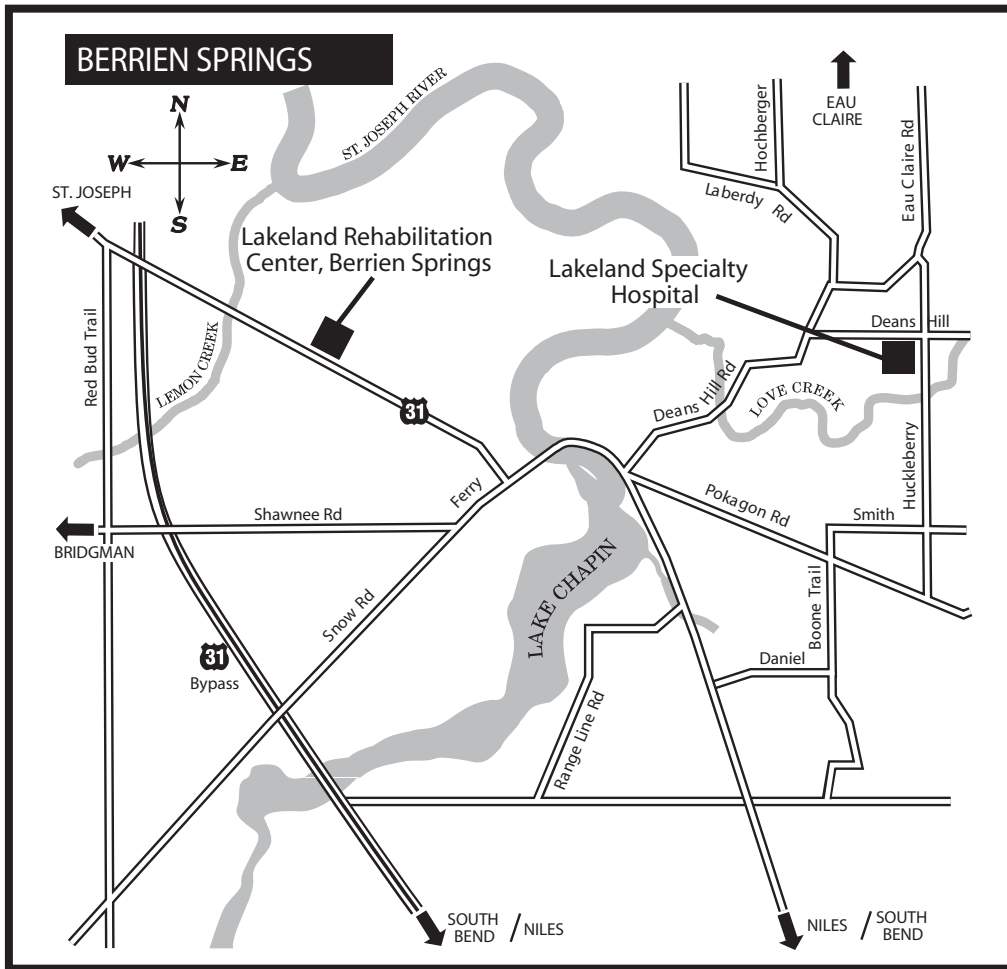 BERRIEN SPRINGS
N
W
E
S
ST. JOSEPH RIVER
EAU
CLAIRE
Hochberger
Eau Claire Rd
Laberdy Rd
ST. JOSEPH
Lakeland Rehabilitation
Center, Berrien Springs
Lakeland Specialty
Hospital
Deans Hill
Red Bud Trail
LEMON CREEK
31
Deans Hill Rd
LOVE CREEK
Huckleberry
Ferry
Pokagon Rd
Shawnee Rd
Smith
BRIDGMAN
LAKE CHAPIN
Boone Trail
Snow Rd
31
Bypass
Daniel
Range Line Rd
SOUTH
BEND / NILES
NILES / SOUTH
BEND